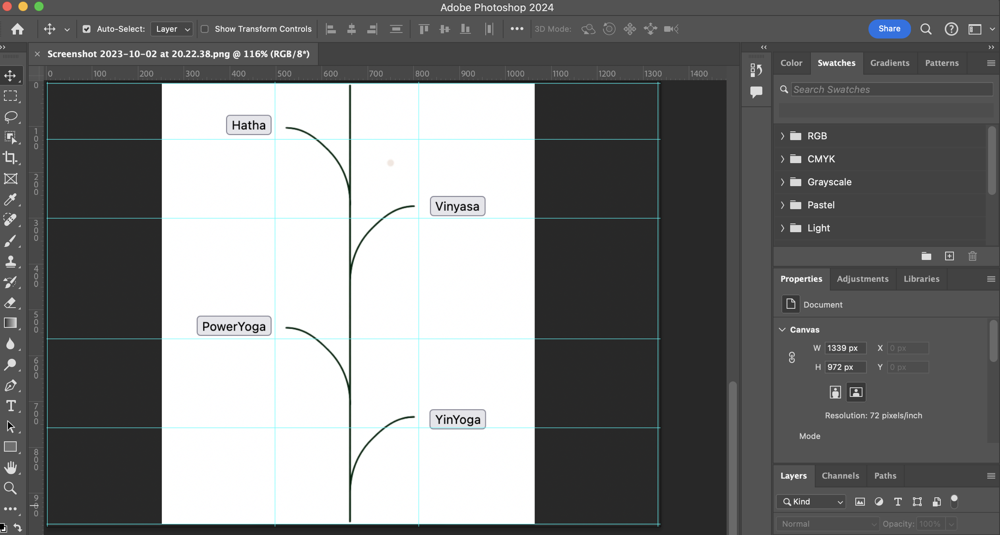 Adobe Photoshop 2024
Auto-Select: Layer Show Transform Controls 3D Mode: Share
Screenshot 2023-10-02 at 20.22.38.png @ 116% (RGB/8*)
0 100 200 300 400 500 600 700 800 900 1000 1100 1200 1300 1400
0
100
200
300
400
500
600
700
800
900
Hatha
Vinyasa
PowerYoga
YinYoga
Color Swatches Gradients Patterns
Search Swatches
RGB
CMYK
Grayscale
Pastel
Light
Properties Adjustments Libraries
Document
Canvas
W 1339 px X 0 px
H 972 px Y 0 px
Resolution: 72 pixels/inch
Mode
Layers Channels Paths
Kind
Normal Opacity: 100%